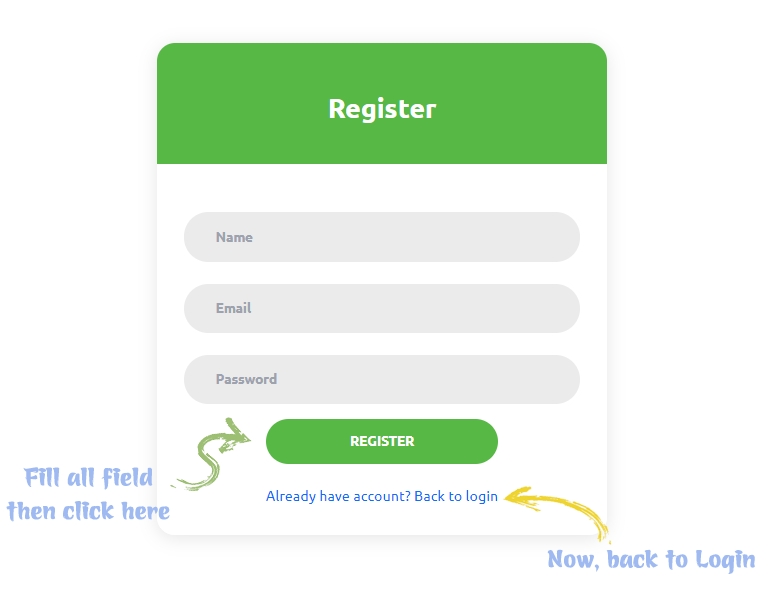 Register
Name
Email
Password
REGISTER
Fill all field
then click here
Already have account? Back to login
Now, back to Login